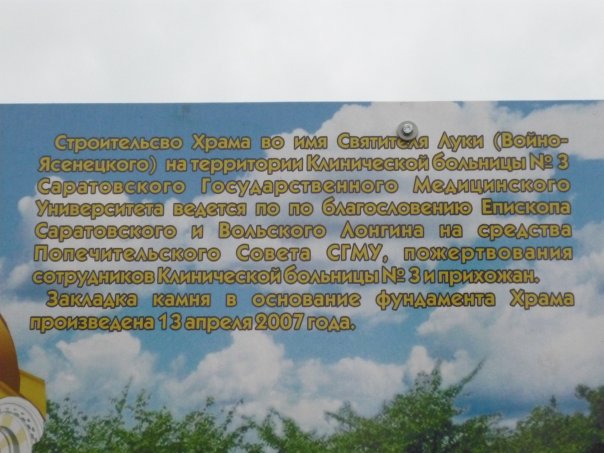 Строительсво Храма во имя Святителя Луки (Войно-
Ясенецкого) на территории Клинической больницы № 3
Саратовского Государственного Медицинского
Университета ведется по по благословению Епископа
Саратовского и Вольского Лонгина на средства
Попечительского Совета СГМУ, пожертвования
сотрудников Клинической больницы № 3 и прихожан.
Закладка камня в основание фундамента Храма
произведена 13 апреля 2007 года.